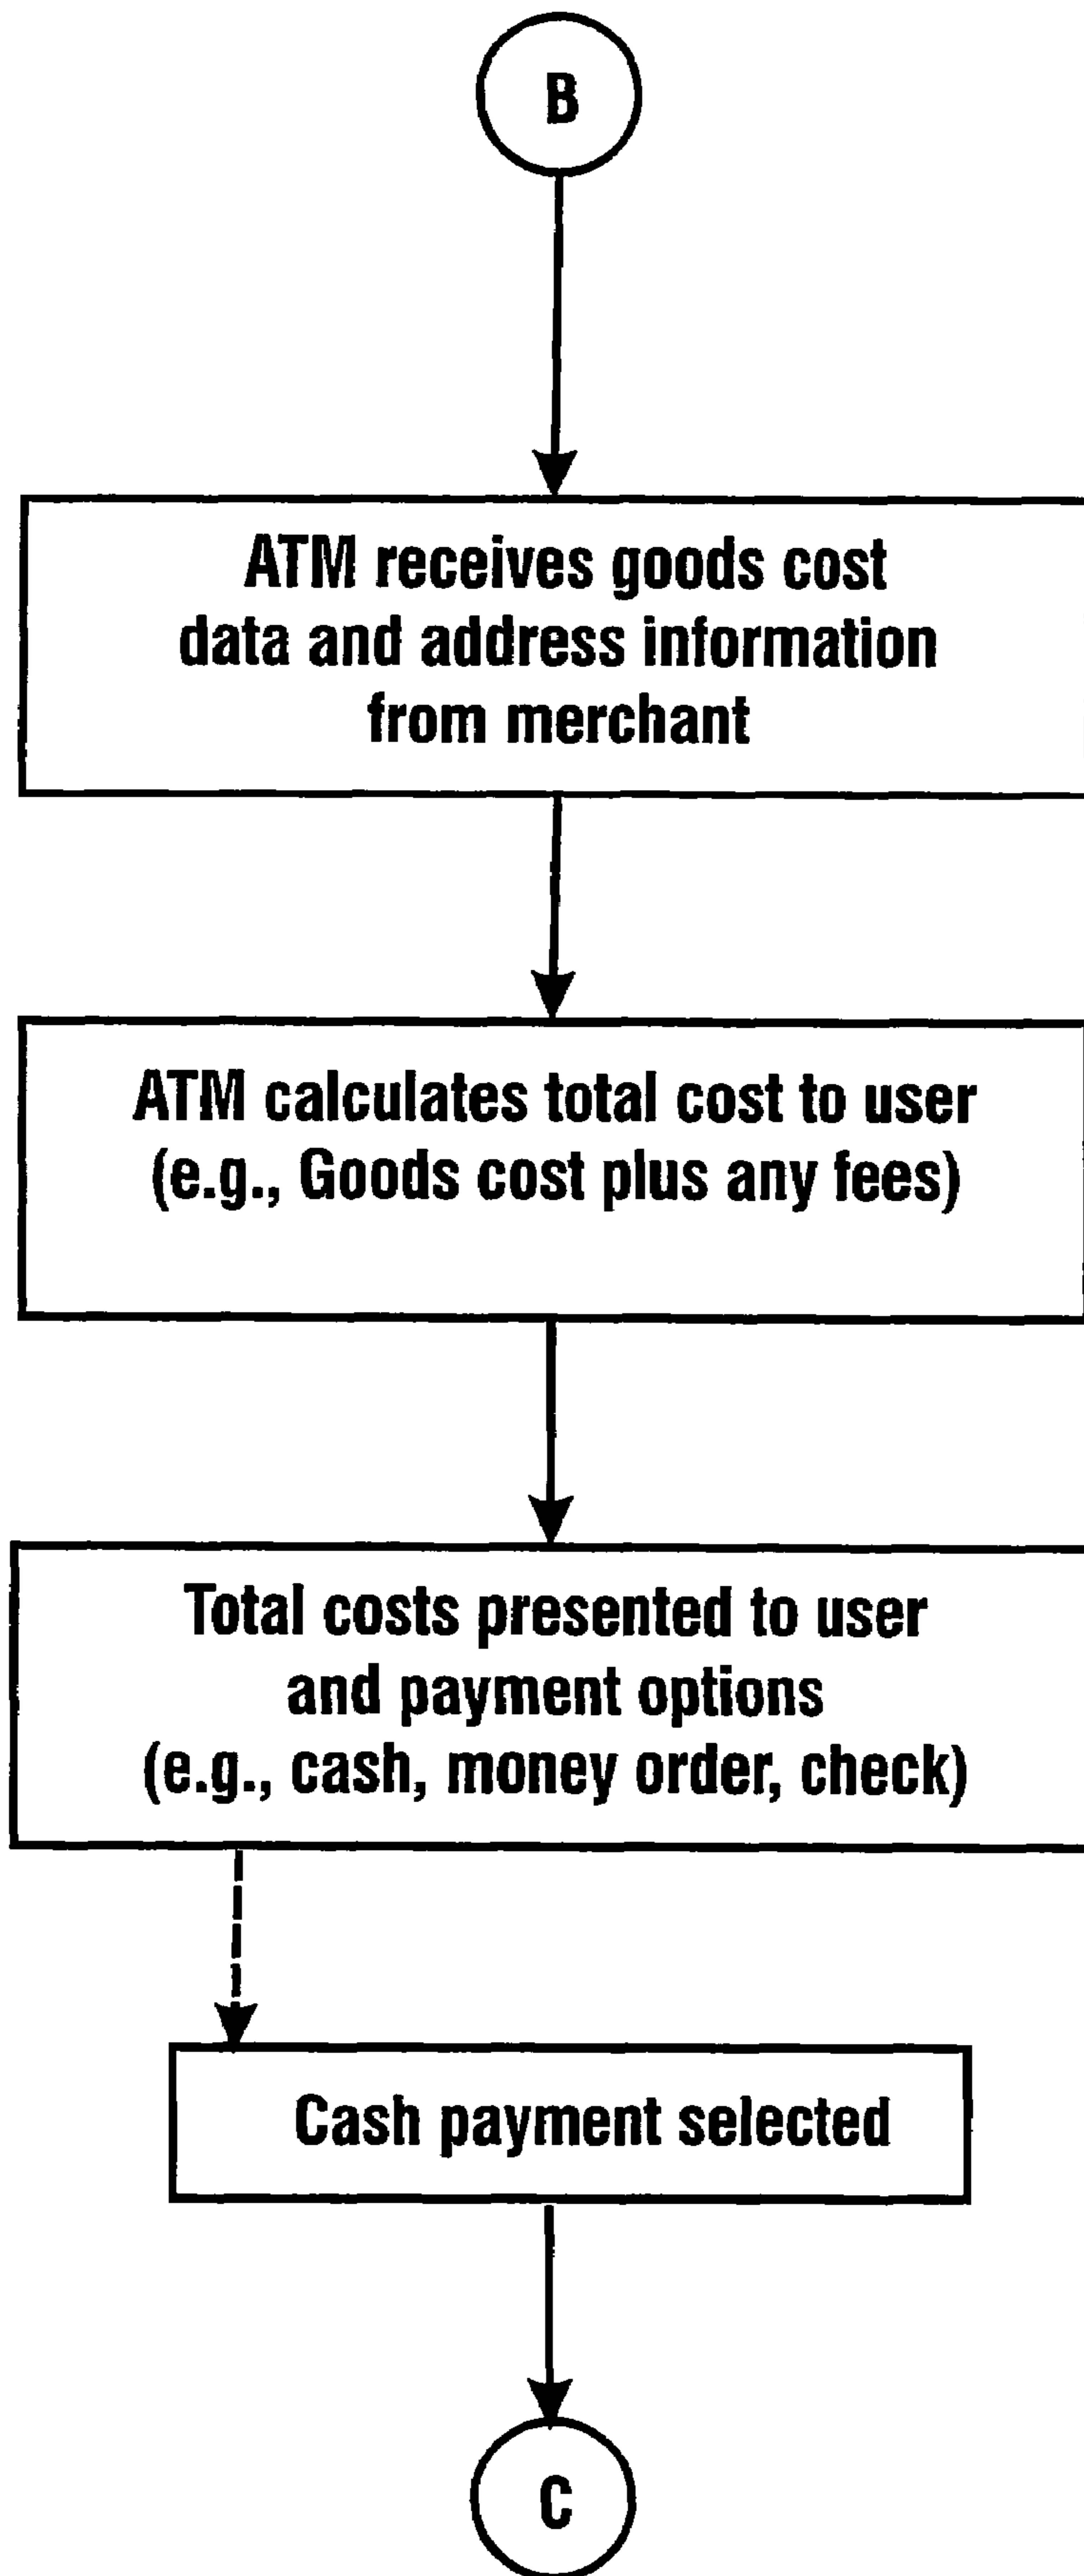 B
ATM receives goods cost
data and address information
from merchant
ATM calculates total cost to user
(e.g., Goods cost plus any fees)
Total costs presented to user
and payment options
(e.g., cash, money order, check)
Cash payment selected
C